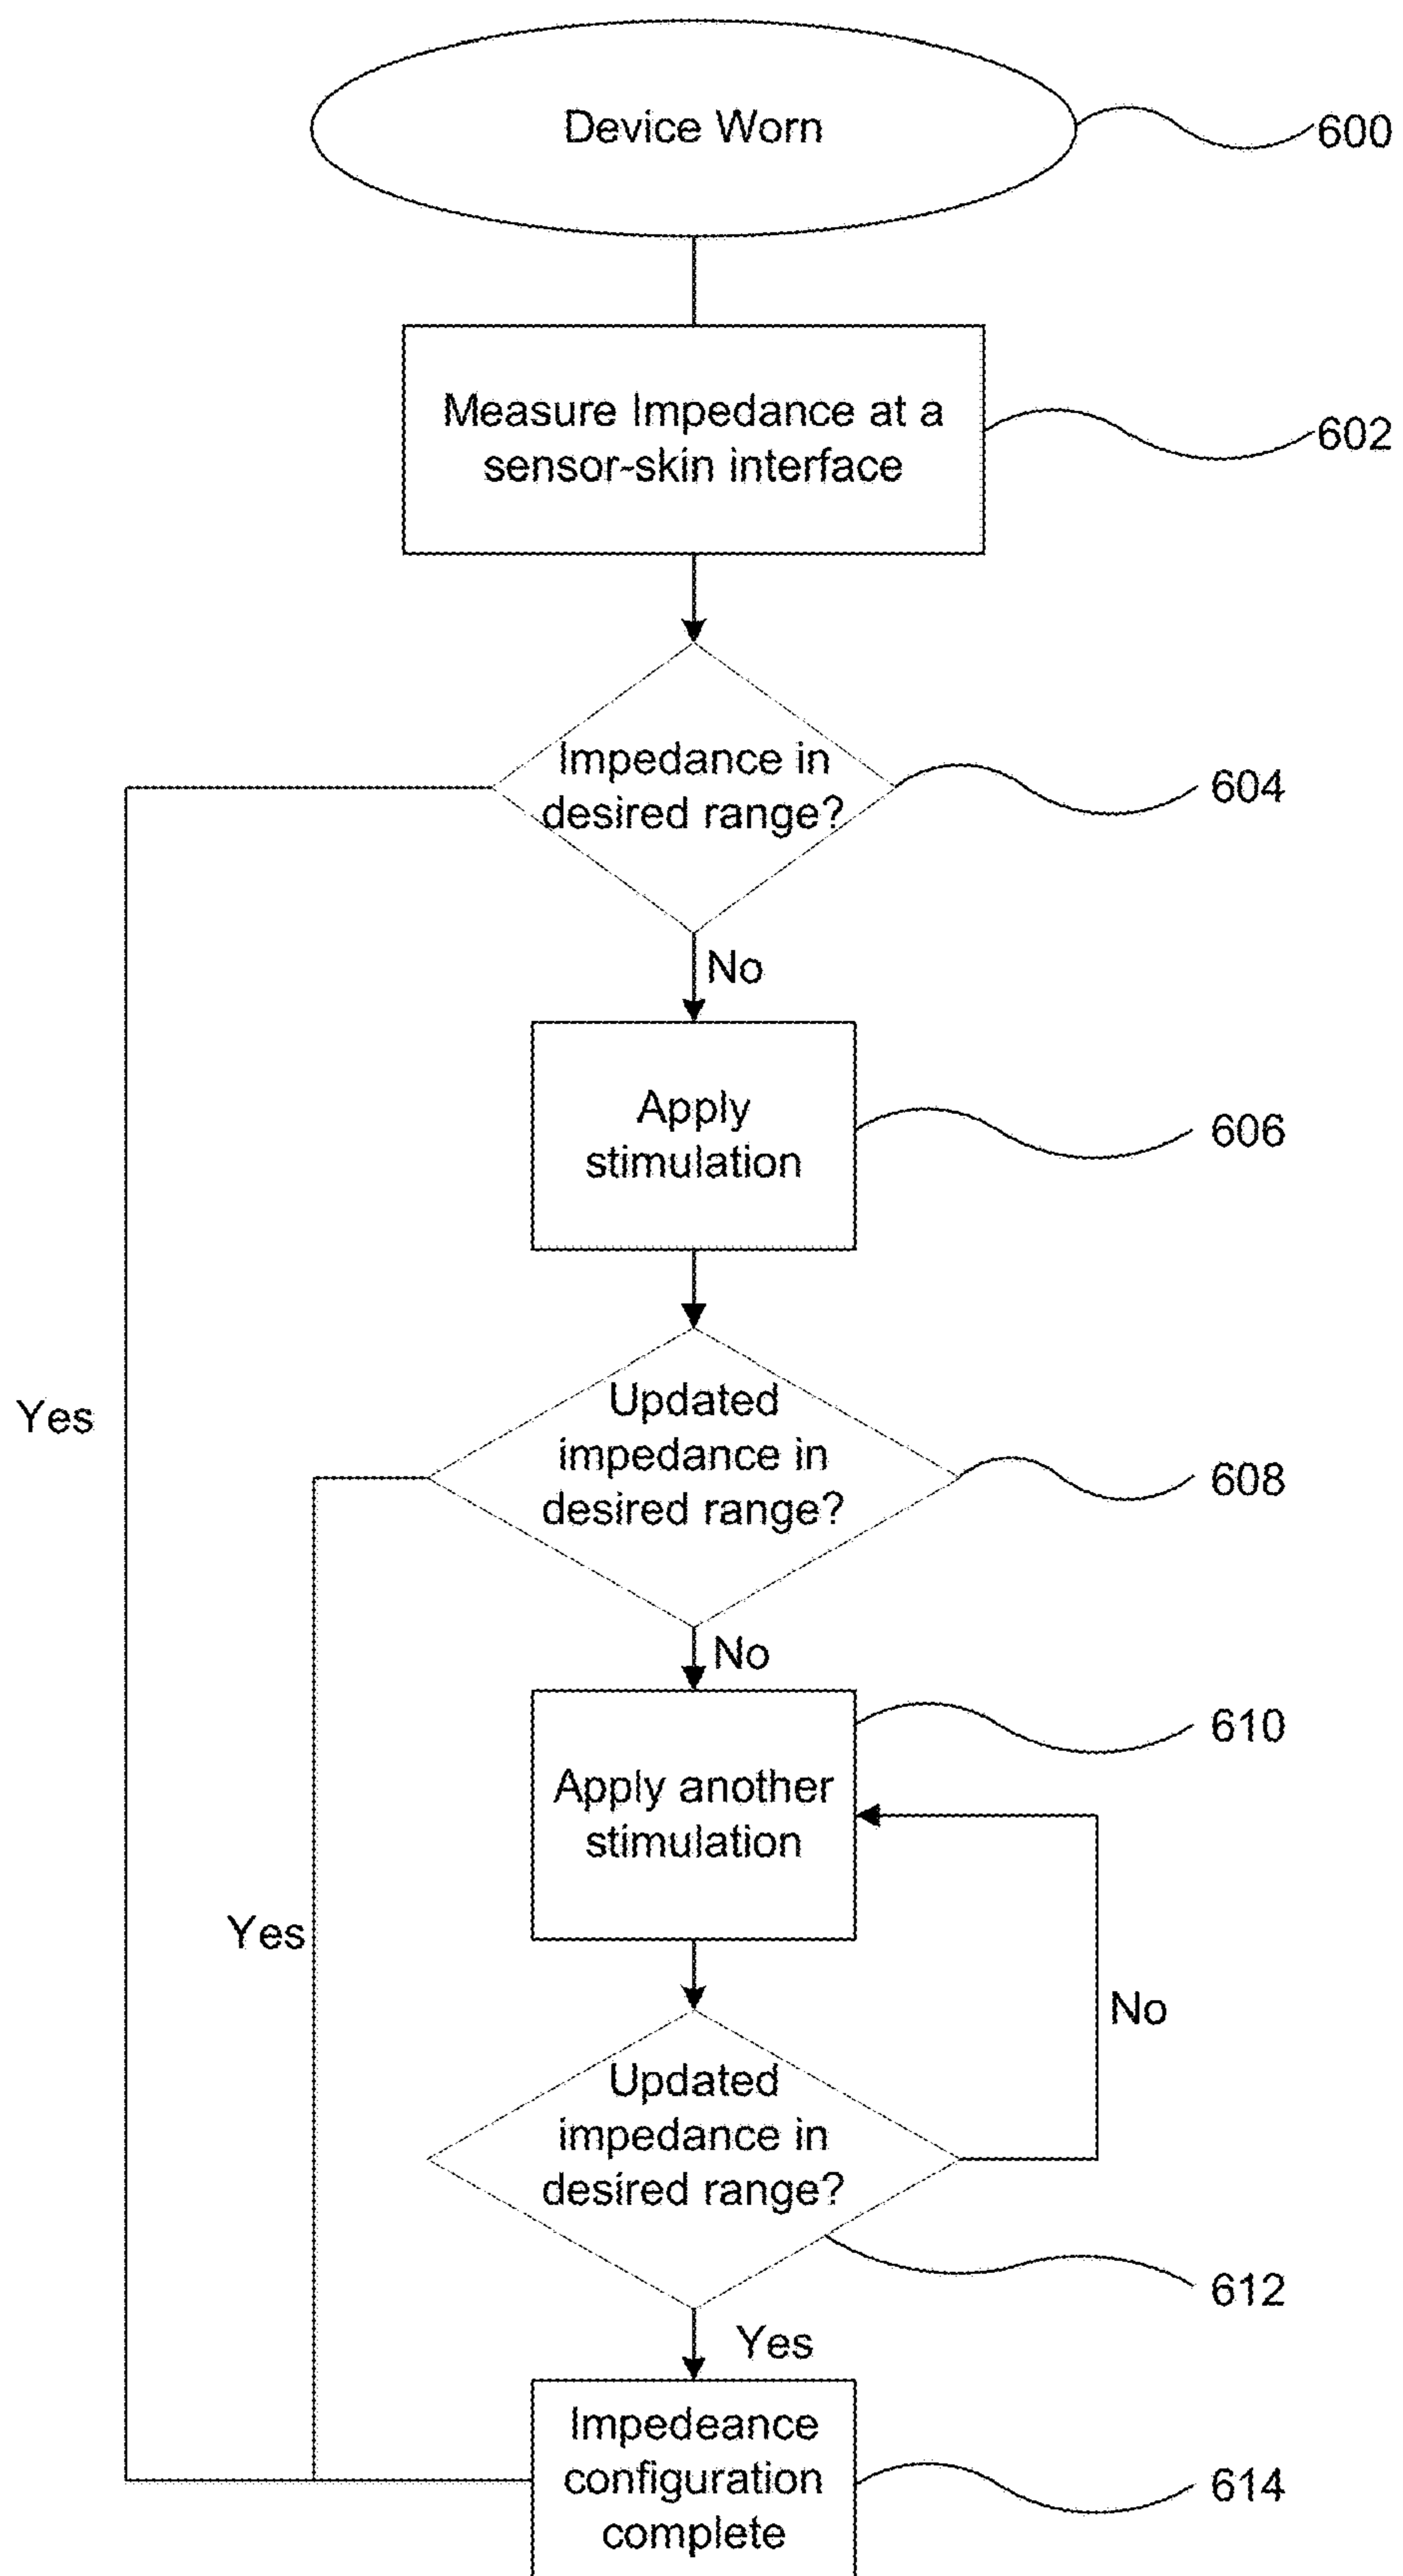 Device Worn
600
Measure Impedance at a
sensor-skin interface
602
Impedance in
desired range?
604
No
Apply
stimulation
606
Yes
Updated
impedance in
desired range?
608
No
Apply another
stimulation
610
Yes
No
Updated
impedance in
desired range?
612
Yes
Impedeance
configuration
complete
614